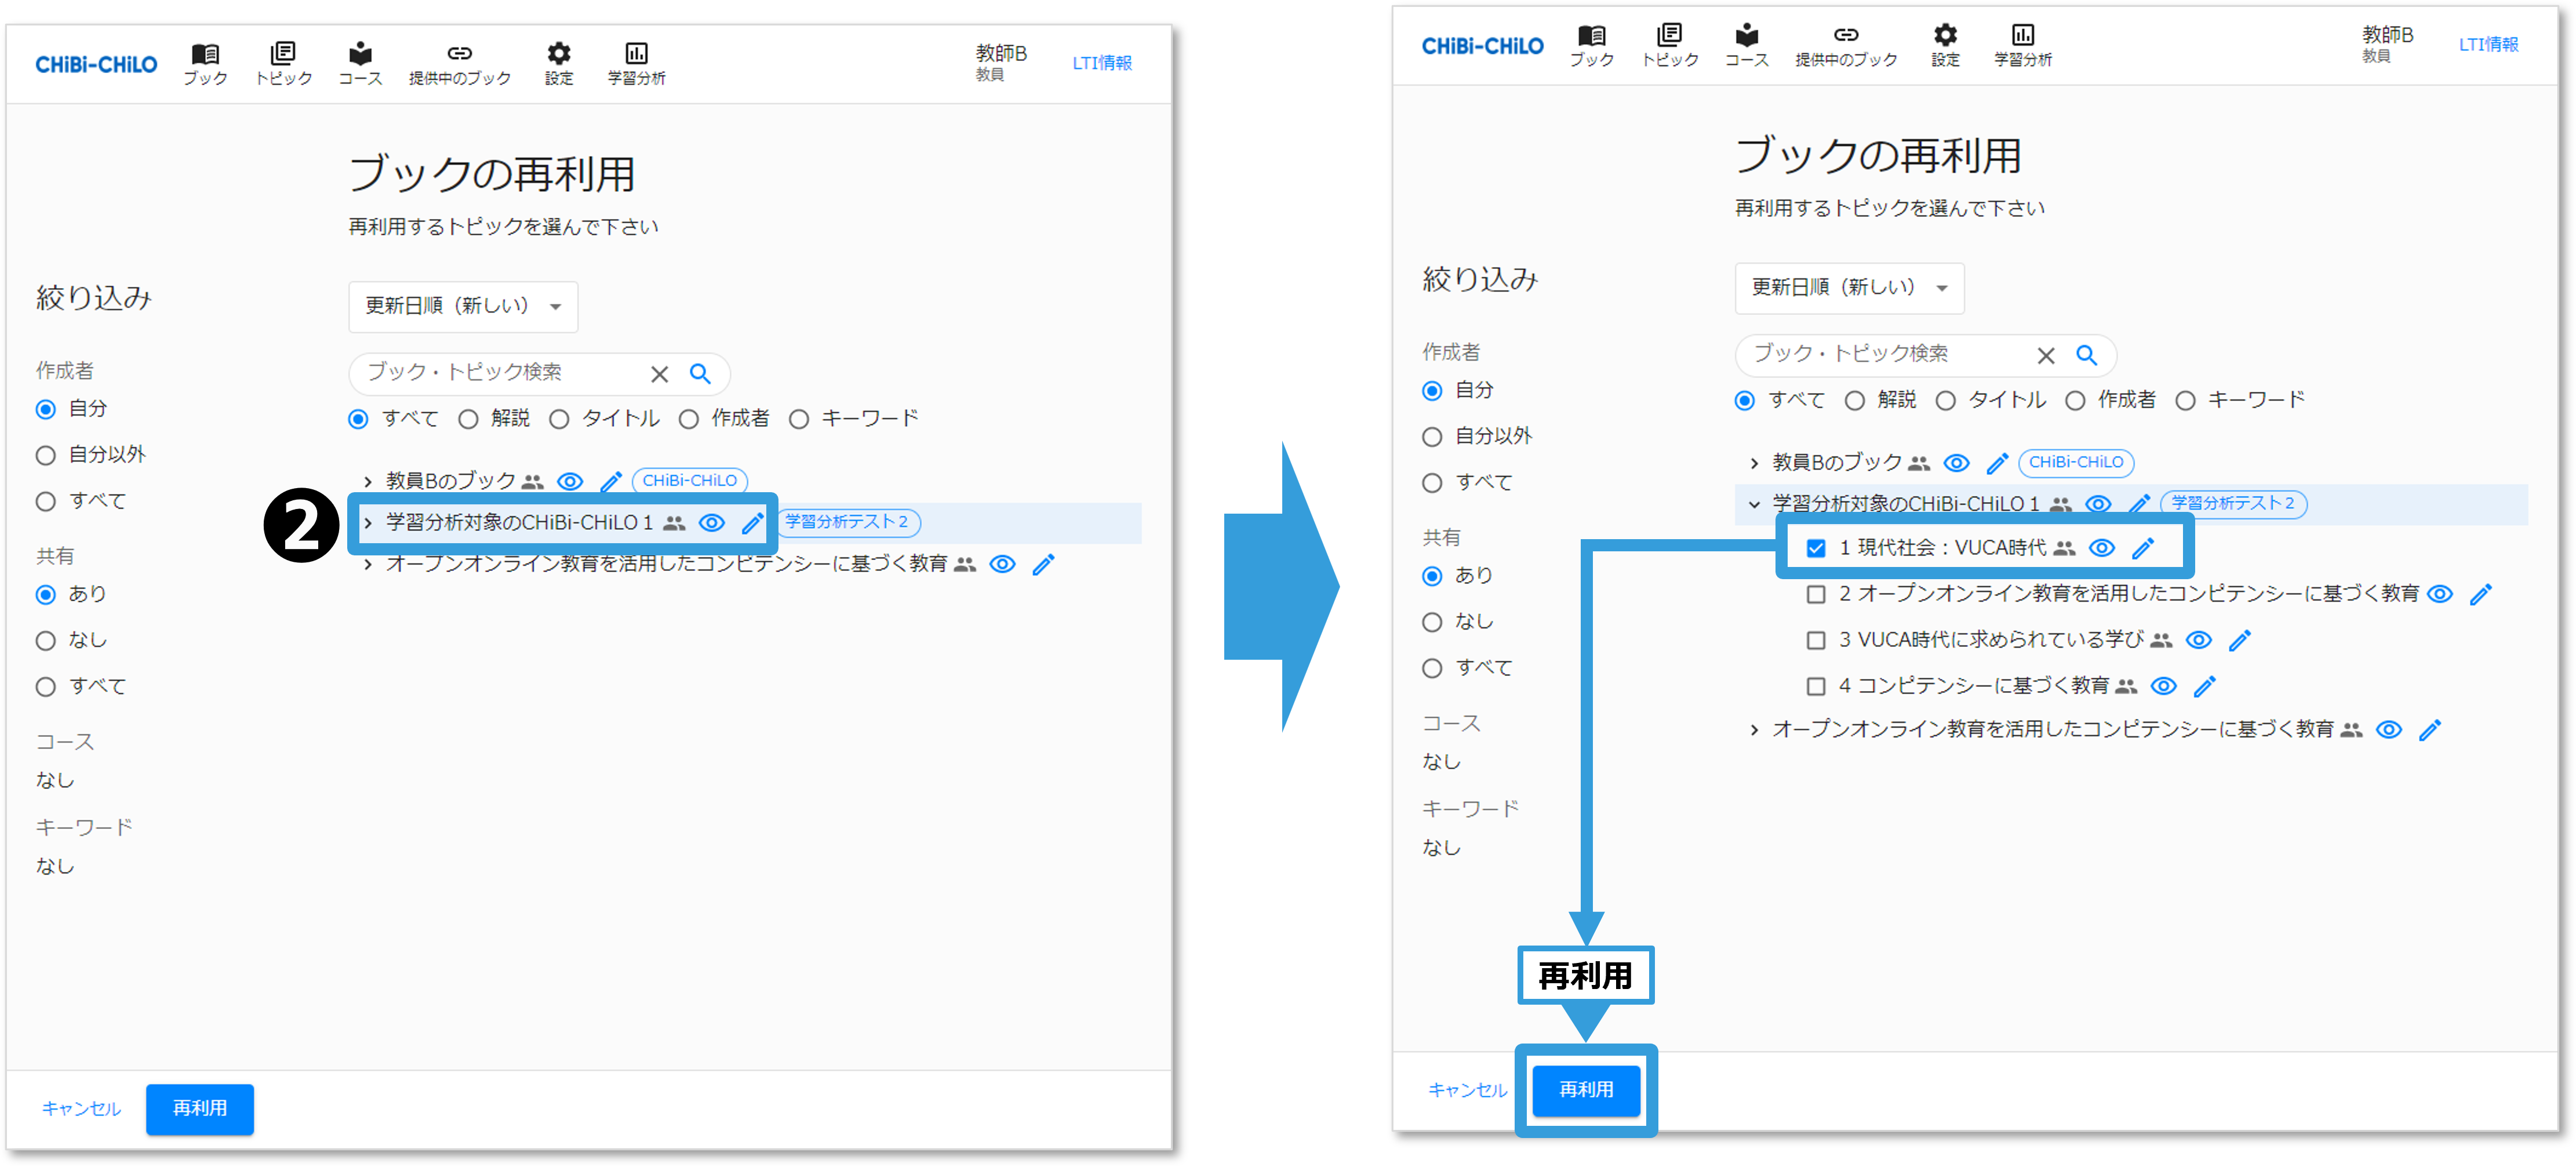 CHiBi-CHiLO ブック トピック コース 提供中のブック 設定 学習分析 教師B 教員 LTI情報
ブックの再利用
再利用するトピックを選んで下さい
絞り込み
更新日順（新しい）
作成者
自分
自分以外
すべて
共有
あり
なし
すべて
コース
なし
キーワード
なし
ブック・トピック検索
すべて 解説 タイトル 作成者 キーワード
教員Bのブック CHiBi-CHiLO
2 学習分析対象のCHiBi-CHiLO 1 学習分析テスト2
オープンオンライン教育を活用したコンピテンシーに基づく教育
キャンセル 再利用
CHiBi-CHiLO ブック トピック コース 提供中のブック 設定 学習分析 教師B 教員 LTI情報
ブックの再利用
再利用するトピックを選んで下さい
絞り込み
更新日順（新しい）
作成者
自分
自分以外
すべて
共有
あり
なし
すべて
コース
なし
キーワード
なし
ブック・トピック検索
すべて 解説 タイトル 作成者 キーワード
教員Bのブック CHiBi-CHiLO
学習分析対象のCHiBi-CHiLO 1 学習分析テスト2
1 現代社会：VUCA時代
2 オープンオンライン教育を活用したコンピテンシーに基づく教育
3 VUCA時代に求められている学び
4 コンピテンシーに基づく教育
オープンオンライン教育を活用したコンピテンシーに基づく教育
再利用
キャンセル 再利用